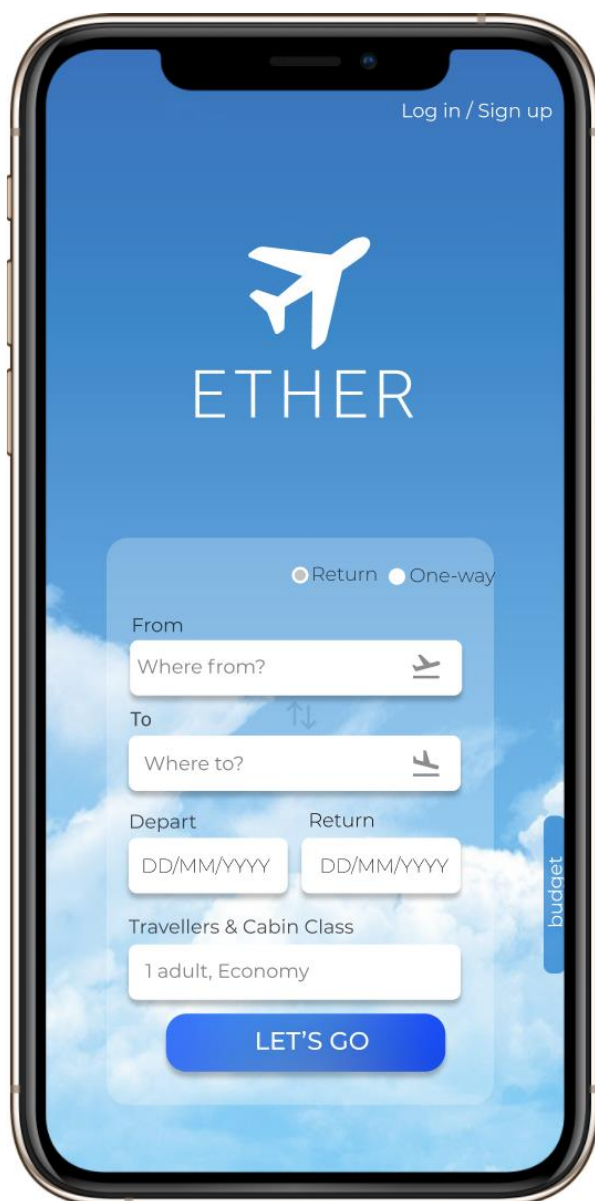 Log in / Sign up
ETHER
Return One-way
From
Where from?
To
Where to?
Depart Return
DD/MM/YYYY DD/MM/YYYY
budget
Travellers & Cabin Class
1 adult, Economy
LET'S GO